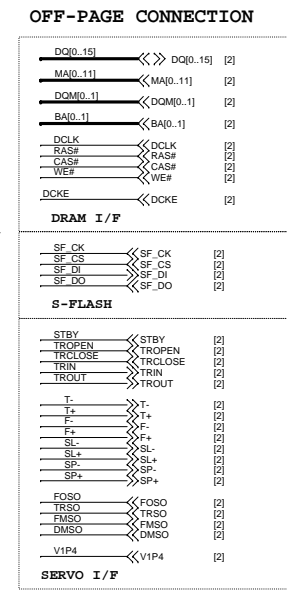 OFF-PAGE CONNECTION
DQ[0..15] DQ[0..15] [2]
MA[0..11] MA[0..11] [2]
DQM[0..1] DQM[0..1] [2]
BA[0..1] BA[0..1] [2]
DCLK DCLK [2]
RAS# RAS# [2]
CAS# CAS# [2]
WE# WE# [2]
DCKE DCKE [2]
DRAM I/F
SF_CK SF_CK [2]
SF_CS SF_CS [2]
SF_DI SF_DI [2]
SF_DO SF_DO [2]
S-FLASH
STBY STBY [2]
TROPEN TROPEN [2]
TRCLOSE TRCLOSE [2]
TRIN TRIN [2]
TROUT TROUT [2]
T- T- [2]
T+ T+ [2]
F- F- [2]
F+ F+ [2]
SL- SL- [2]
SL+ SL+ [2]
SP- SP- [2]
SP+ SP+ [2]
FOSO FOSO [2]
TRSO TRSO [2]
FMSO FMSO [2]
DMSO DMSO [2]
V1P4 V1P4 [2]
SERVO I/F